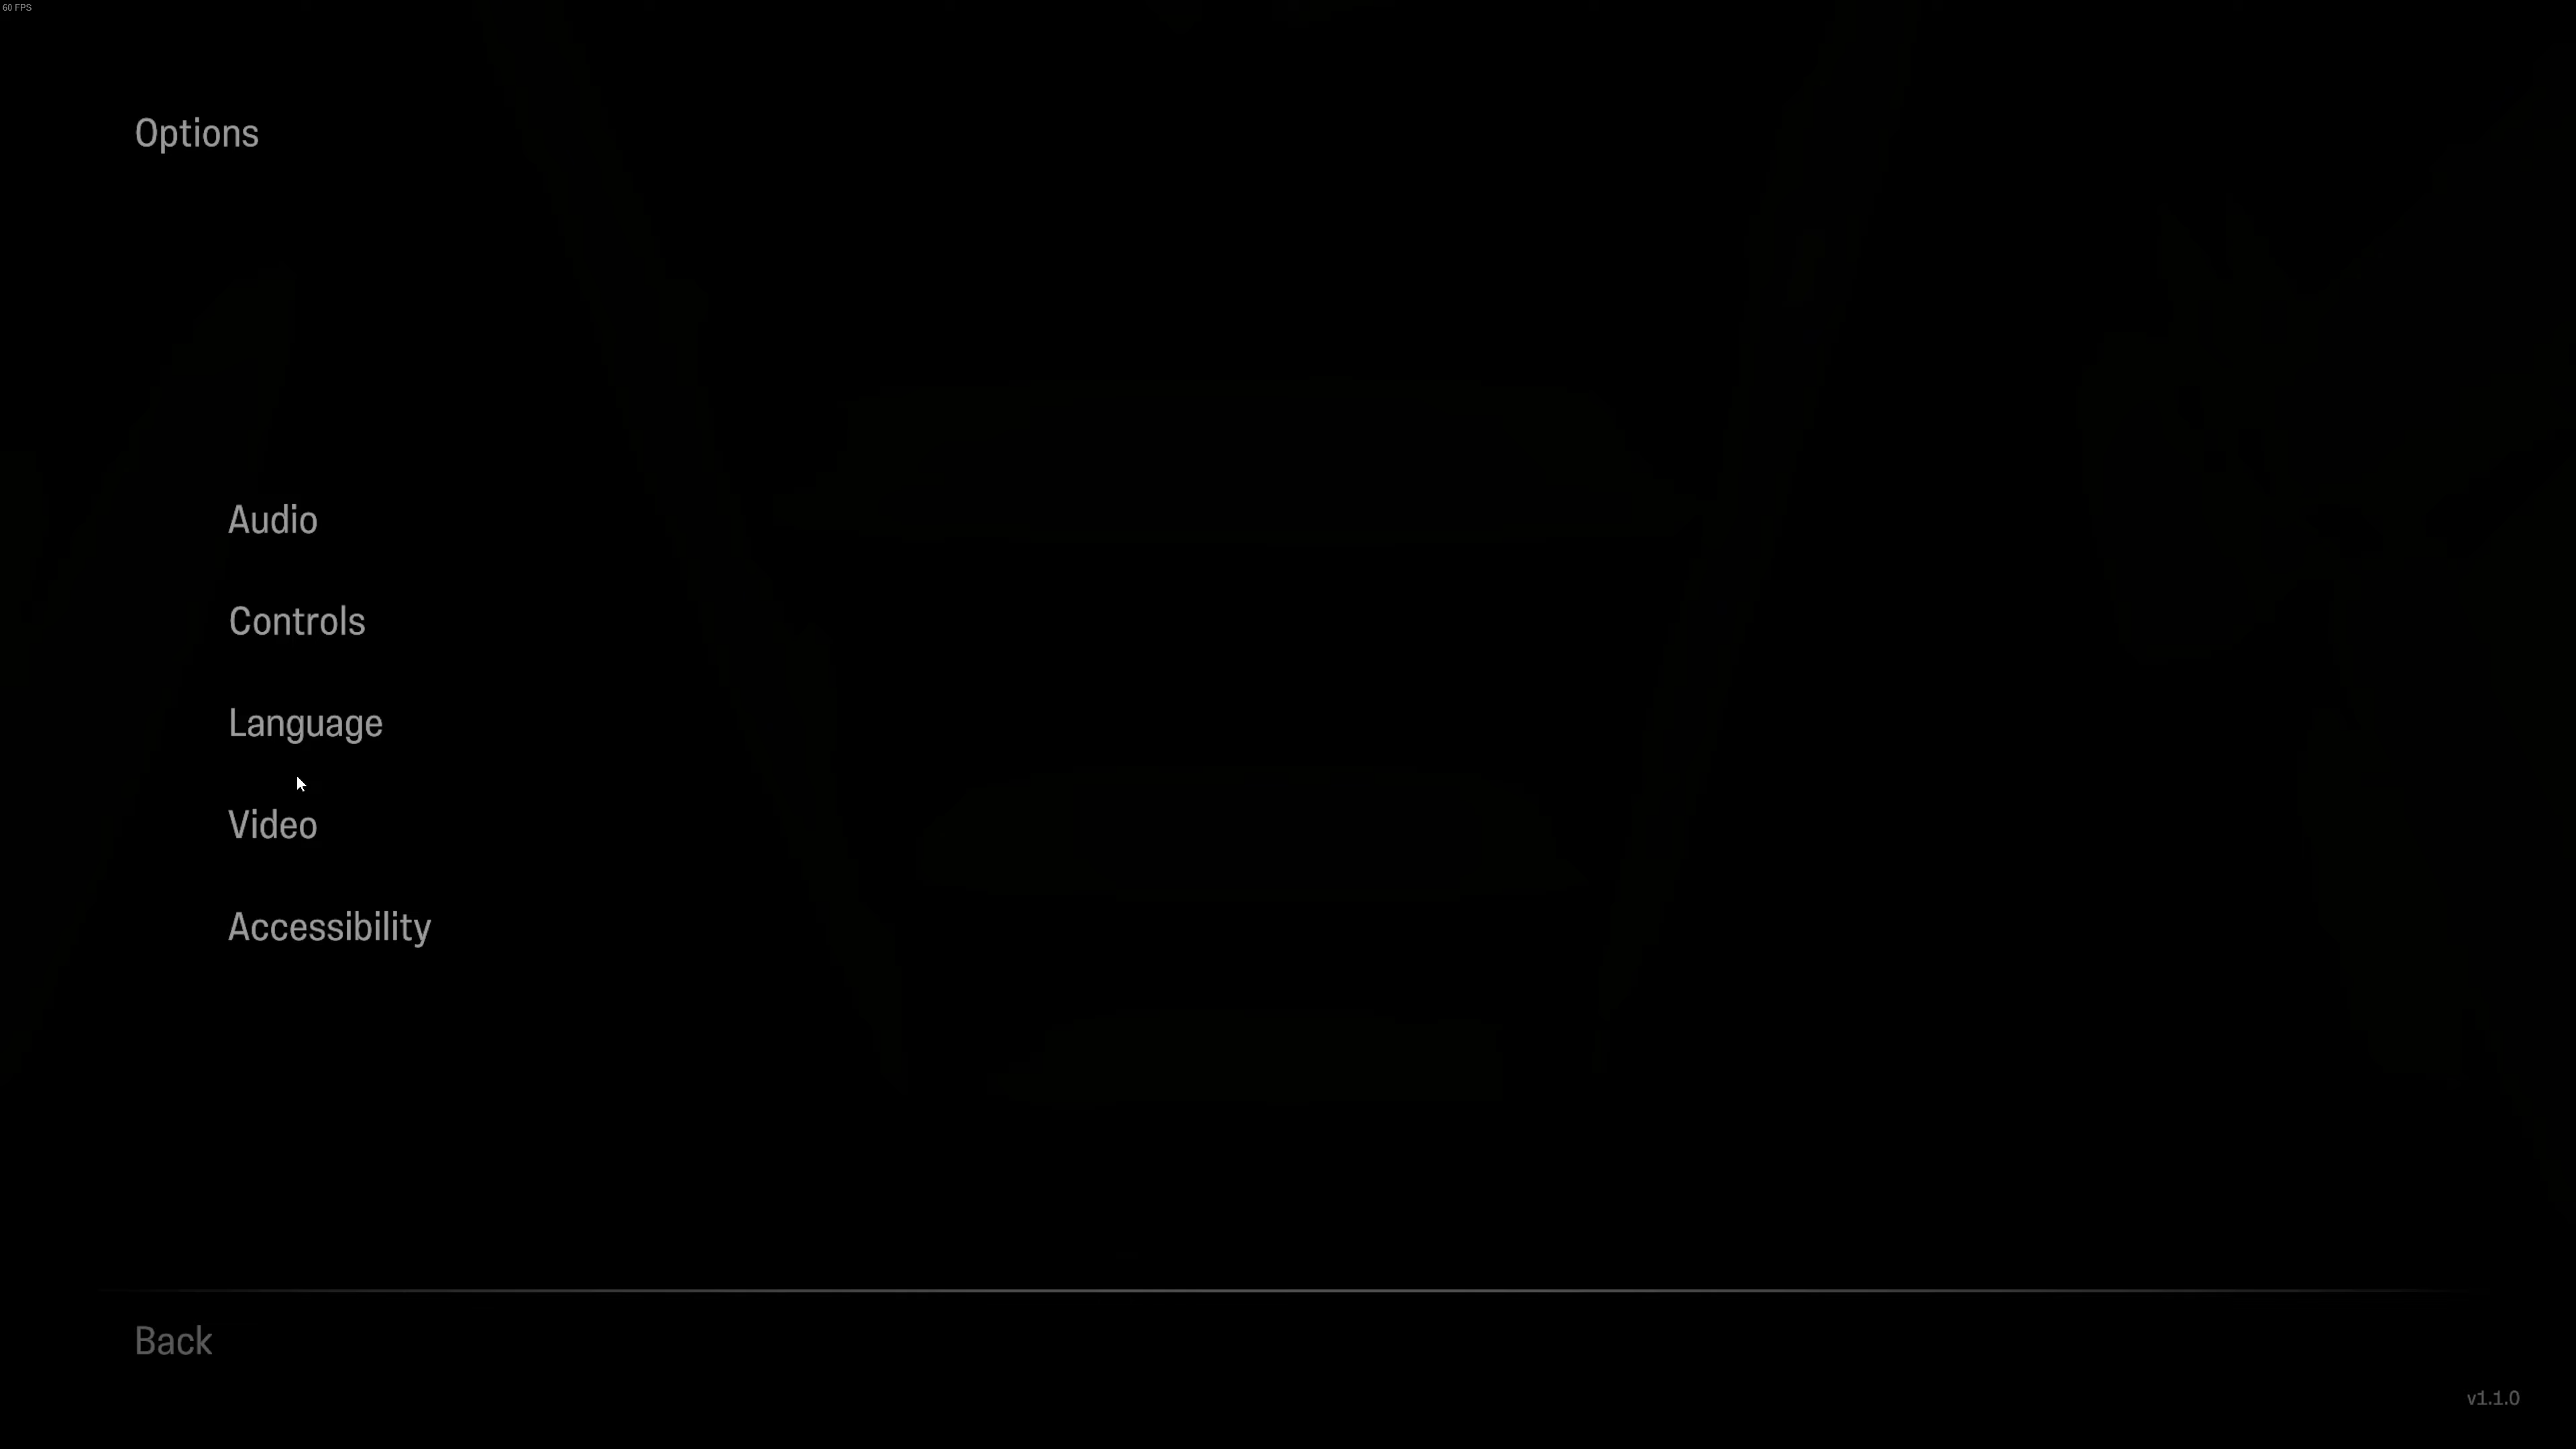 60 FPS
Options
Audio
Controls
Language
Video
Accessibility
Back
v1.1.0